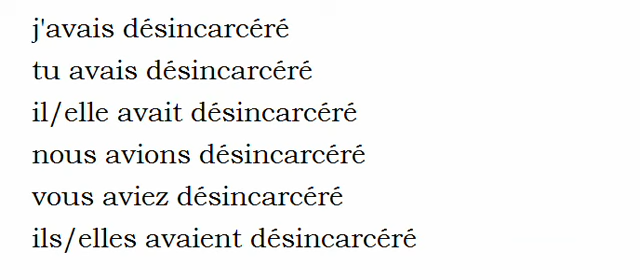 j'avais désincarcéré
tu avais désincarcéré
il/elle avait désincarcéré
nous avions désincarcéré
vous aviez désincarcéré
ils/elles avaient désincarcéré